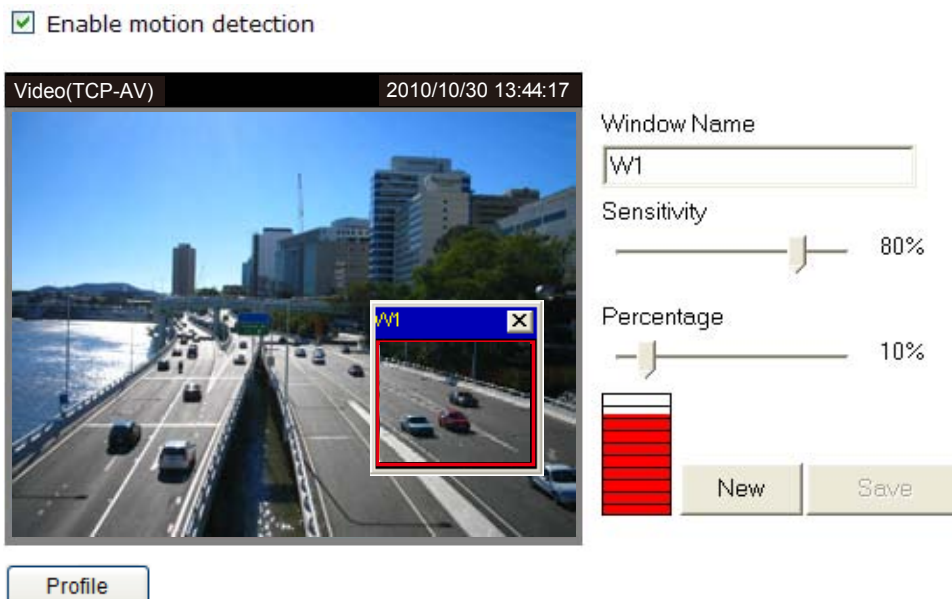 Enable motion detection
Video(TCP-AV) 2010/10/30 13:44:17
Window Name
W1
Sensitivity
80%
W1
Percentage
10%
New Save
Profile